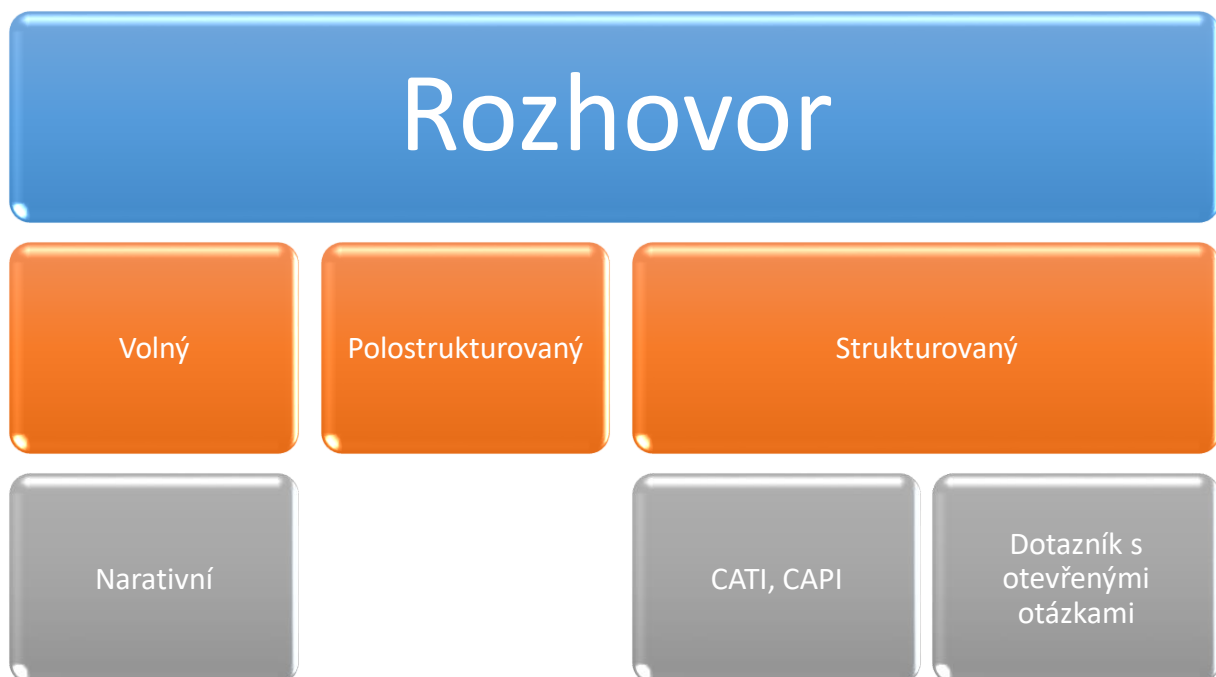 Rozhovor
Volný
Polostrukturovaný
Strukturovaný
Narativní
CATI, CAPI
Dotazník s
otevřenými
otázkami